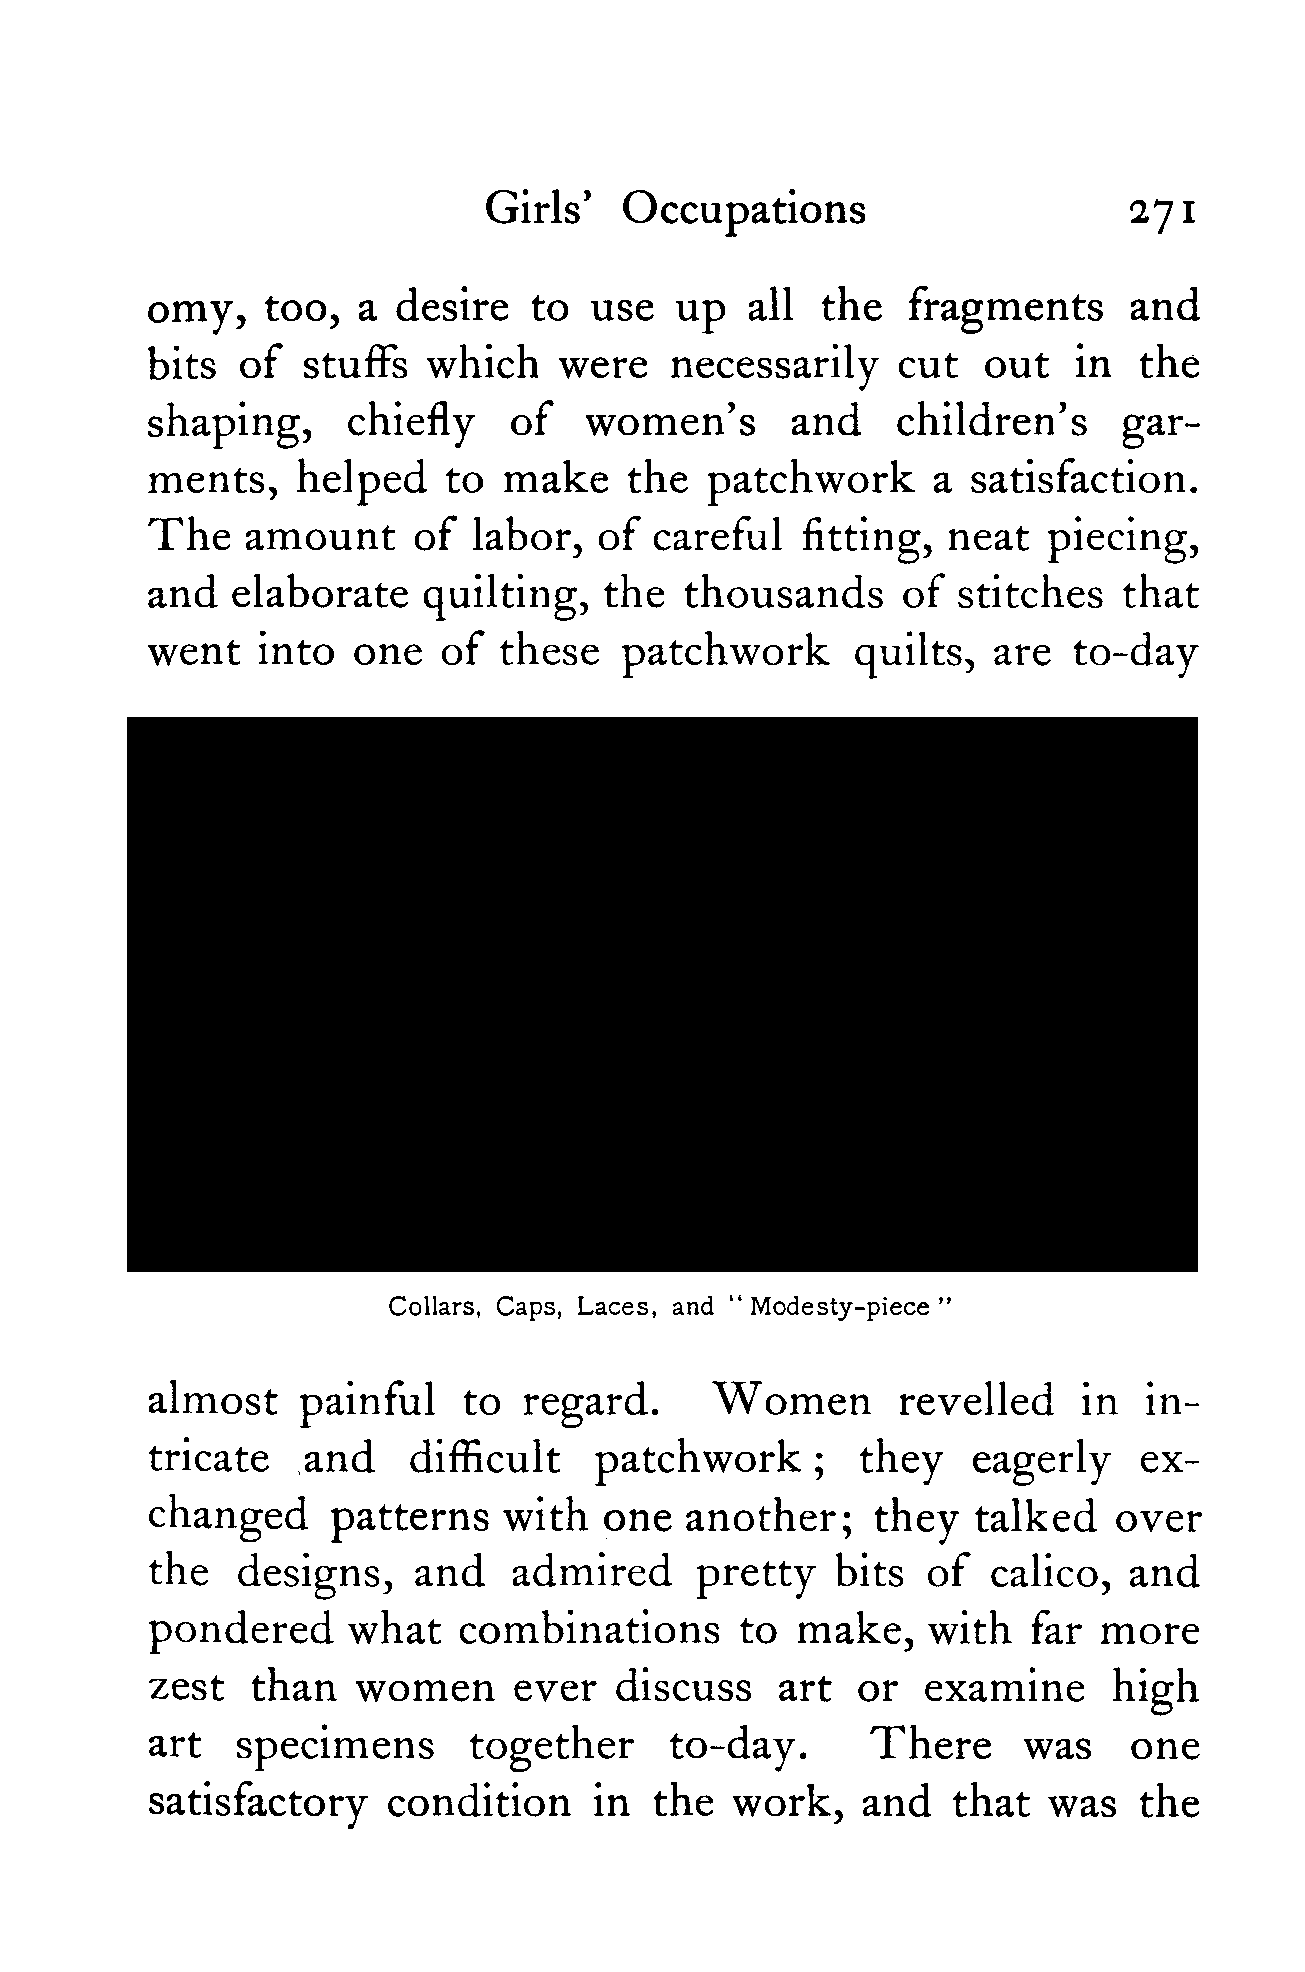 Girls' Occupations 271
omy, too, a desire to use up all the fragments and
bits of stuffs which were necessarily cut out in the
shaping, chiefly of women's and children's gar-
ments, helped to make the patchwork a satisfaction.
The amount of labor, of careful fitting, neat piecing,
and elaborate quilting, the thousands of stitches that
went into one of these patchwork quilts, are to-day
Collars, Caps, Laces, and "Modesty-piece"
almost painful to regard. Women revelled in in-
tricate and difficult patchwork; they eagerly ex-
changed patterns with one another; they talked over
the designs, and admired pretty bits of calico, and
pondered what combinations to make, with far more
zest than women ever discuss art or examine high
art specimens together to-day. There was one
satisfactory condition in the work, and that was the